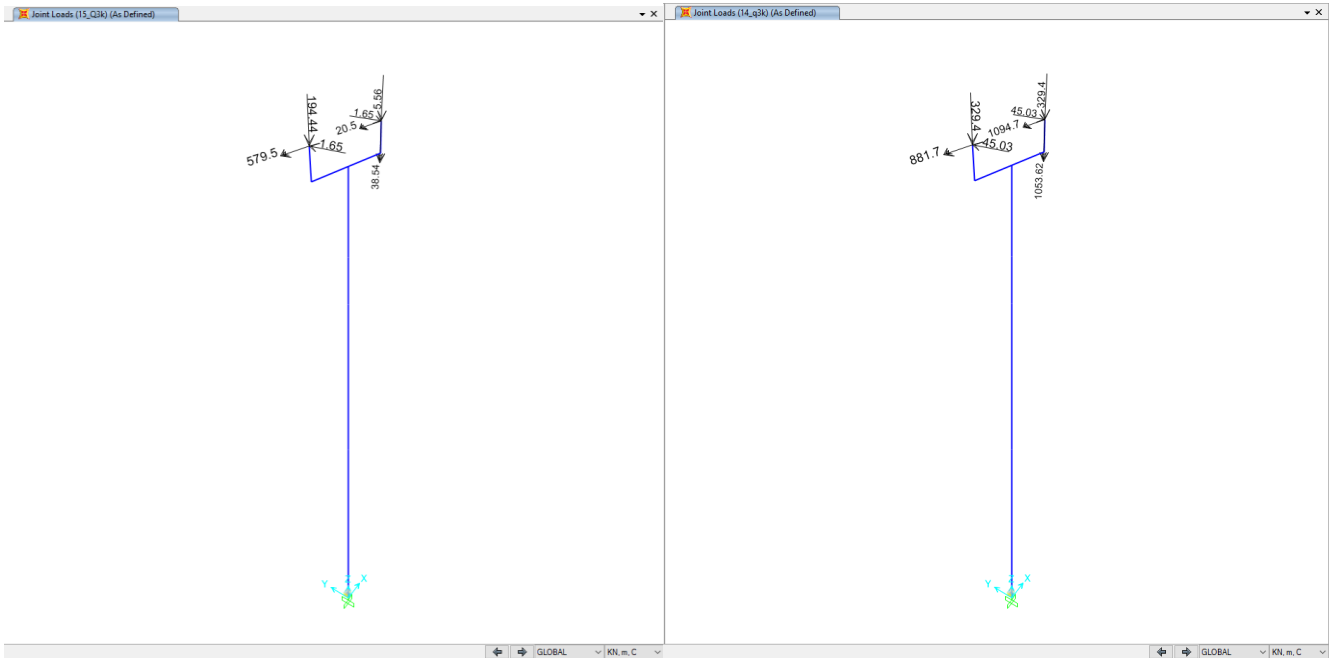 Joint Loads (15_Q3k) (As Defined)
194.44
5.56
1.65
20.5
579.5
1.65
38.54
Y
Z
X
GLOBAL
KN, m, C
Joint Loads (14_q3k) (As Defined)
329.4
329.4
45.03
1094.7
881.7
45.03
1053.62
Y
Z
X
GLOBAL
KN, m, C